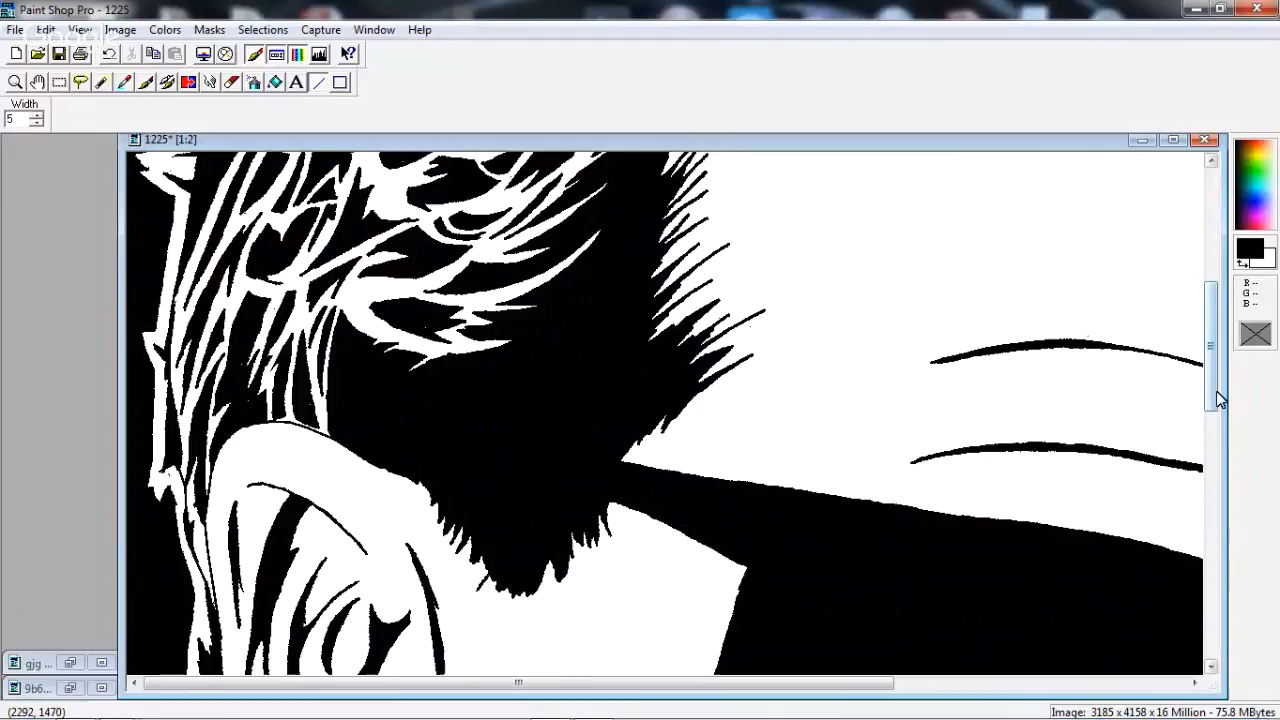 Paint Shop Pro - 1225
File Edit View Image Colors Masks Selections Capture Window Help
Width
5
1225* [1:2]
R --
G --
B --
gjg ...
9b6...
(2292, 1470)
Image: 3185 x 4158 x 16 Million - 75.8 MBytes